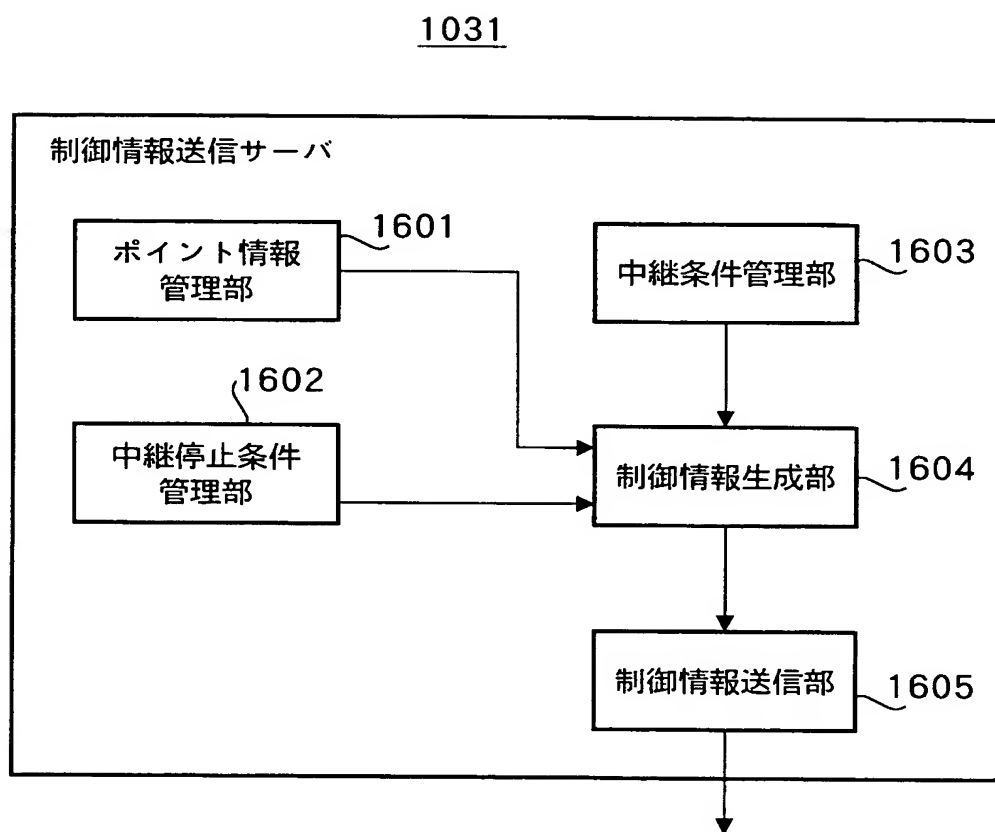 1031
制御情報送信サーバ
ポイント情報
管理部
1601
中継条件管理部
1603
1602
中継停止条件
管理部
制御情報生成部
1604
制御情報送信部
1605